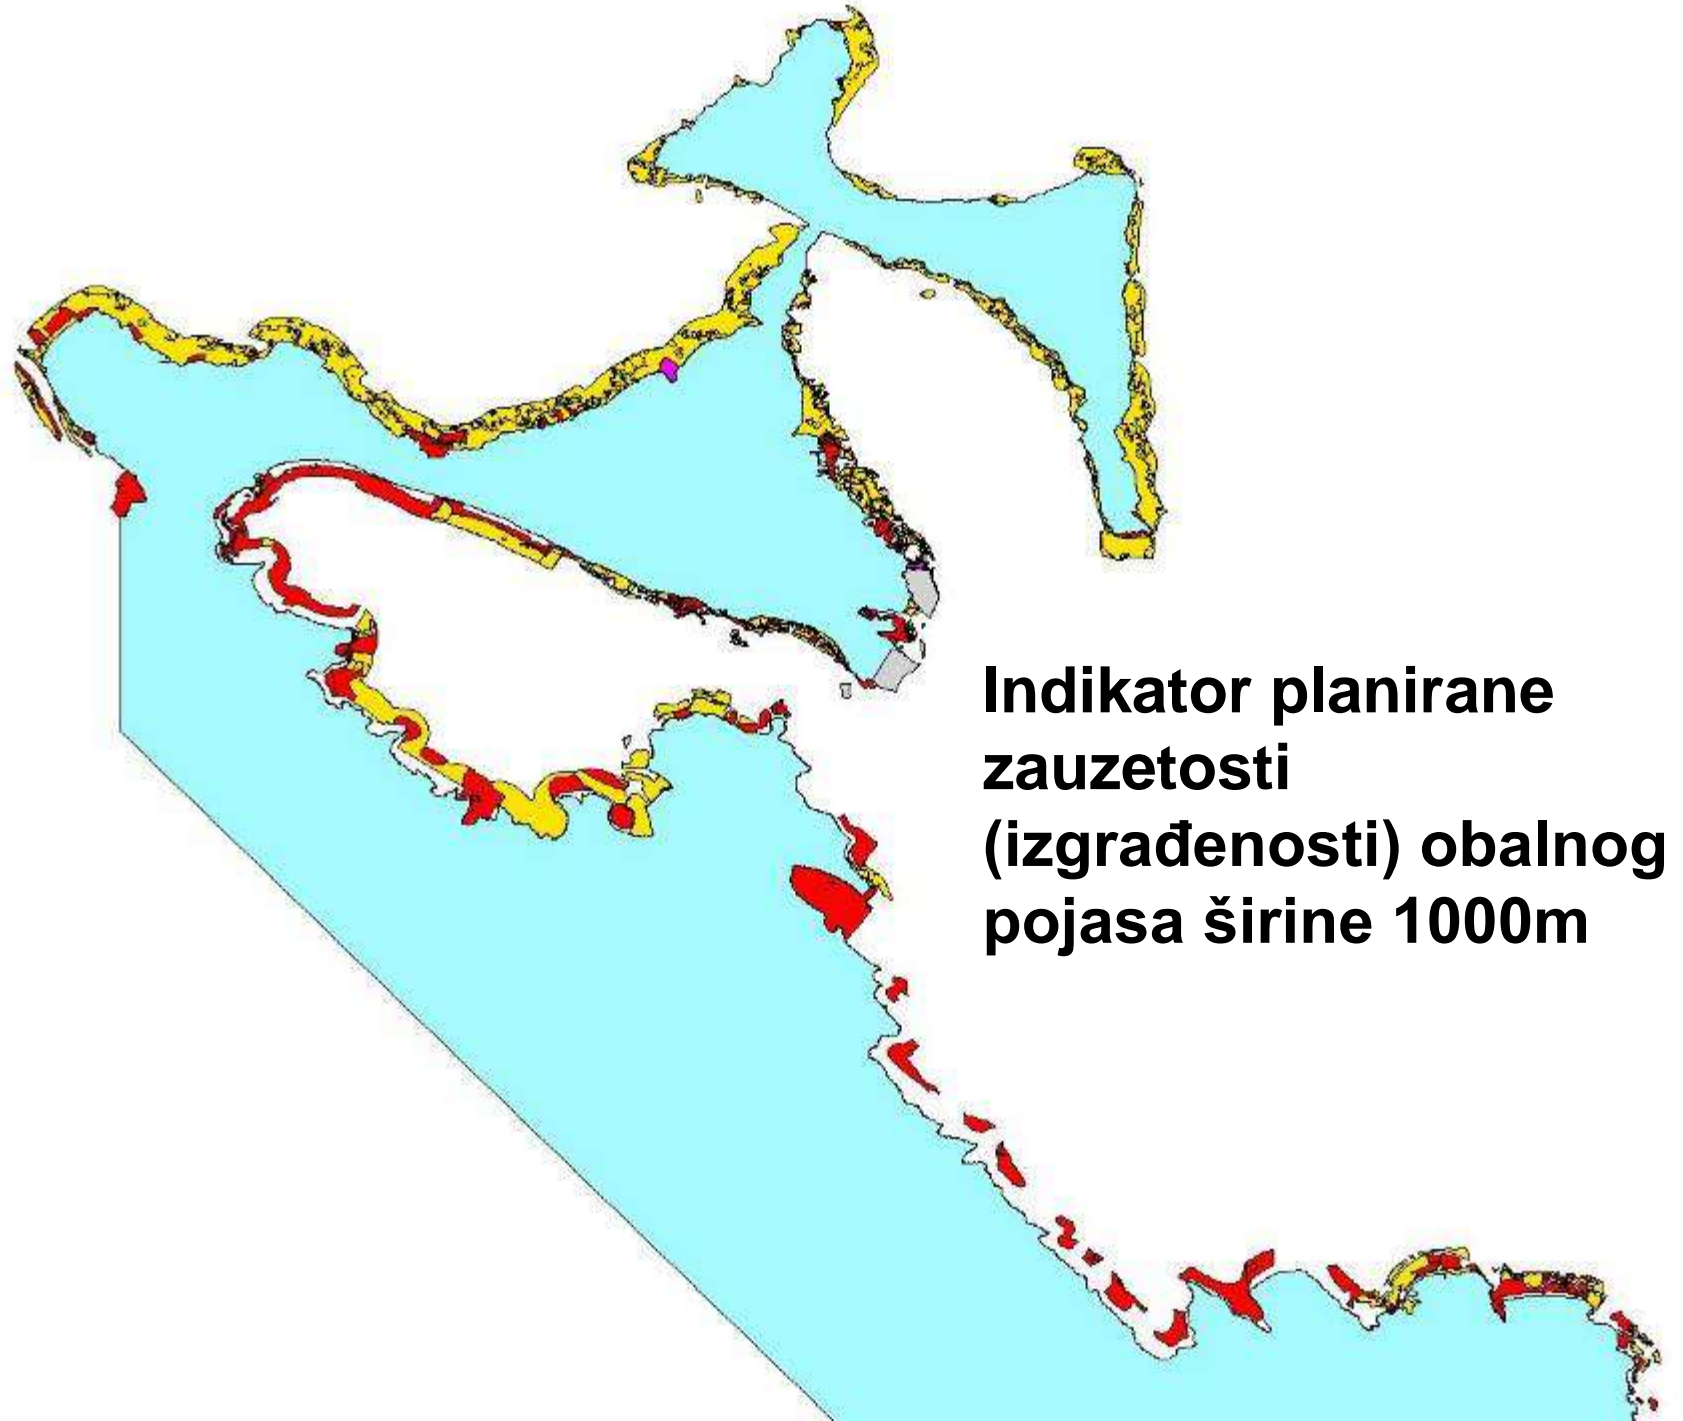 Indikator planirane
zauzetosti
(izgrađenosti) obalnog
pojasa širine 1000m